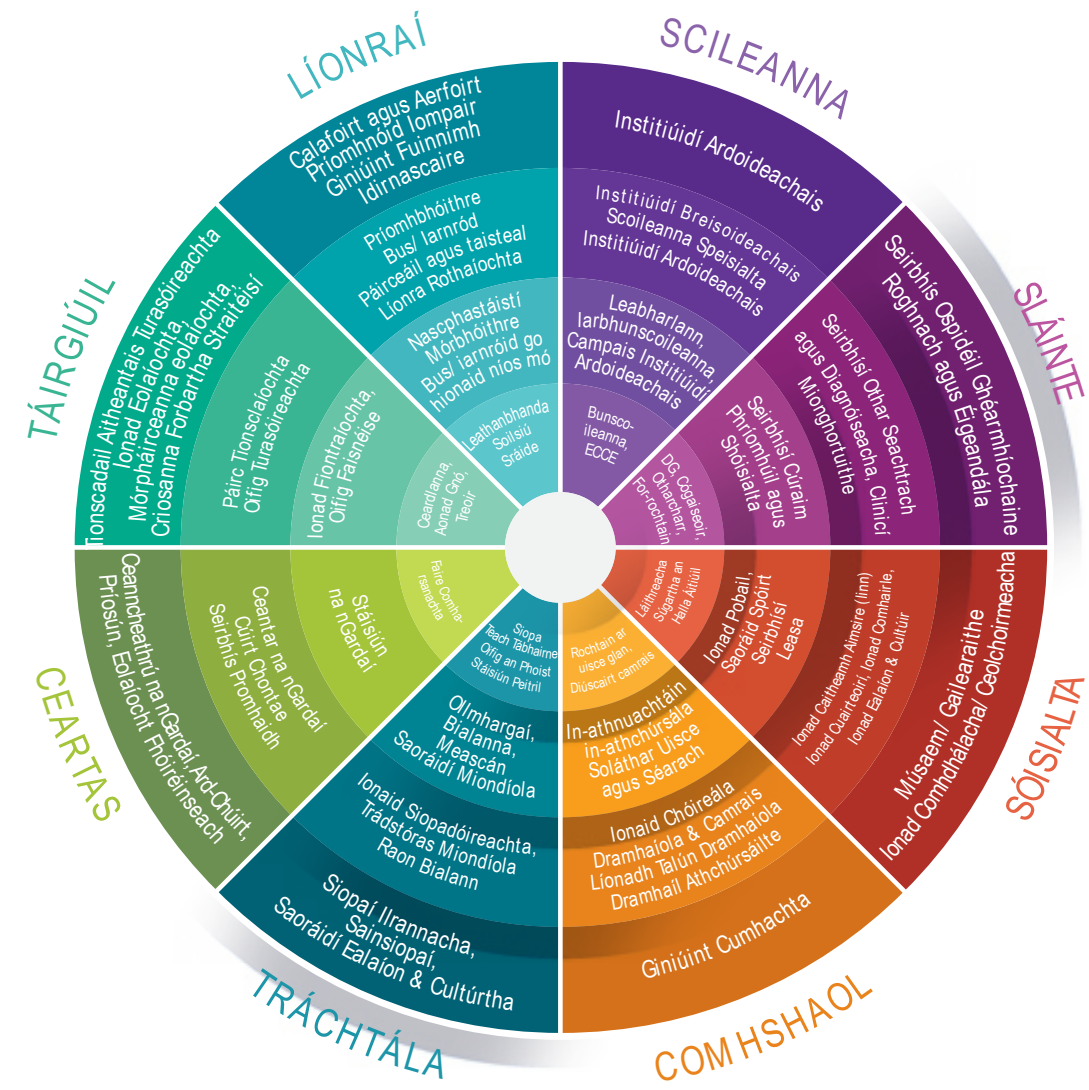 LÍONRAÍ
Calafoirt agus Aerfoirt
Príomhnóid Iompair
Giniúint Fuinnimh
Idirnascaire
Príomhbhóithre
Bus/ Iarnród
Páirceáil agus taisteal
Líonra Rothaíochta
Nascphastáistí
Mórbhóithre
Bus/ iarnróid go
hionaid níos mó
Leathanbhanda
Soilsiú
Sráide
SCILEANNA
Institiúidí Ardoideachais
Institiúidí Breisoideachais
Scoileanna Speisialta
Institiúidí Ardoideachais
Leabharlann,
Iarbhunscoileanna,
Campais Institiúidí
Ardoideachais
Bunsco-
ileanna,
ECCE
SLÁINTE
Seirbhís Ospidéil Ghéarmhíochaine
Roghnach agus Éigeandála
Seirbhísí Othar Seachtrach
agus Diagnóiseacha, Clinicí
Mionghortuithe
Seirbhísí Cúraim
Phríomhúil agus
Shóisialta
DG, Cógaiseoir,
Otharcharr,
For-rochtain
SÓISIALTA
Músaem/ Gailearaithe
Ionad Comhdhálacha/ Ceolchoirmeacha
Ionad Caitheamh Aimsire (linn)
Ionad Cuairteoirí, Ionad Comhairle,
Ionad Ealaíon & Cultúir
Ionad Pobail,
Saoráid Spóirt
Seirbhísí
Leasa
Láithreacha
Súgartha an
Halla Áitiúil
COMHSHAOL
Rochtain ar
uisce glan,
Diúscairt camrais
In-athnuachtáin
in-athchúrsála
Soláthar Uisce
agus Séarach
Ionaid Chóireála
Dramhaíola & Camrais
Líonadh Talún Dramhaíola
Dramhaíl Athchúrsáilte
Giniúint Cumhachta
TRÁCHTÁLA
Siopa
Teach Tábhairne
Oifig an Phoist
Stáisiún Peitril
Ollmhargaí,
Bialanna,
Meascán
Saoráidí Miondíola
Ionaid Siopadóireachta,
Trádstóras Miondíola
Raon Bialann
Siopaí Ilrannacha,
Sainsiopaí,
Saoráidí Ealaíon & Cultúrtha
CEARTAS
Ceanncheathrú na nGardaí, Ard-Chúirt,
Príosún, Eolaíocht Fhóiréinseach
Ceantar na nGardaí
Cúirt Chontae
Seirbhís Promhaidh
Stáisiún
na nGardaí
Faire Comha-
rsanachta
TÁIRGIÚIL
Tionscadail Aitheantais Turasóireachta
Ionad Eolaíochta,
Mórpháirceanna eolaíochta,
Criosanna Forbartha Straitéisí
Páirc Tionsclaíochta
Oifig Turasóireachta
Ionad Fiontraíochta,
Oifig Faisnéise
Ceardlanna,
Aonad Gnó,
Treoir